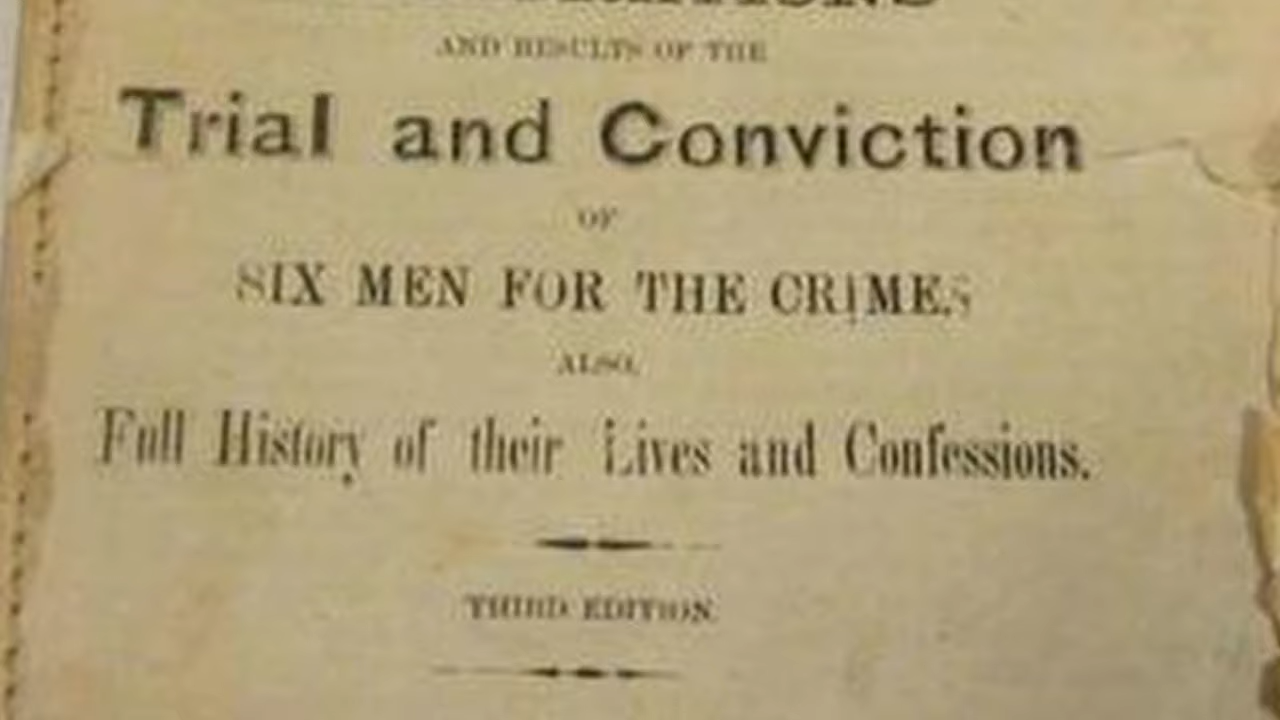 AND RESULTS OF THE
Trial and Conviction
OF
SIX MEN FOR THE CRIMES
ALSO,
Full History of their Lives and Confessions.
THIRD EDITION.